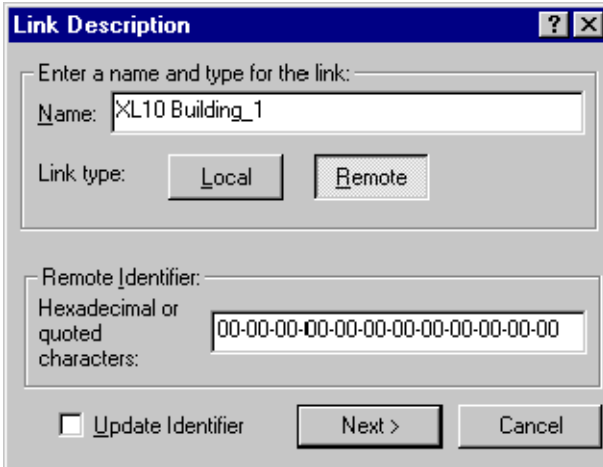 Link Description
Enter a name and type for the link:
Name: XL10 Building_1
Link type: Local Remote
Remote Identifier:
Hexadecimal or
quoted
characters:
00-00-00-00-00-00-00-00-00-00-00-00
Update Identifier Next > Cancel